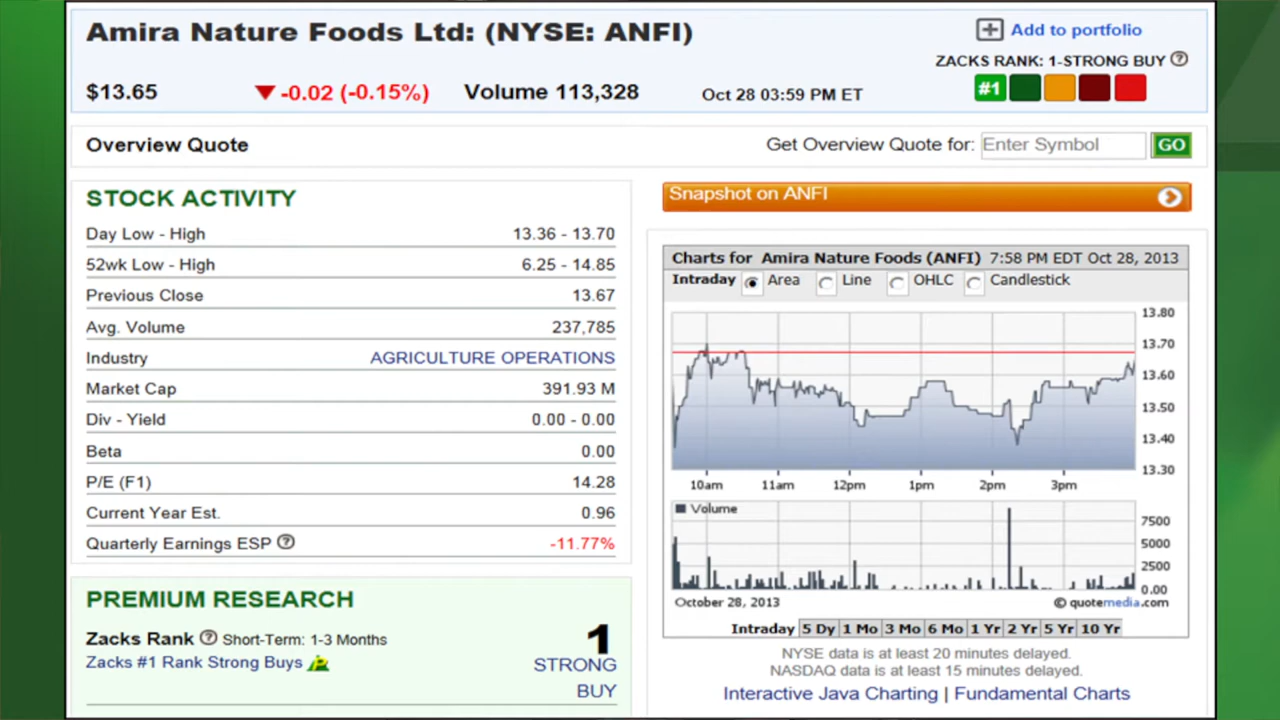 Amira Nature Foods Ltd: (NYSE: ANFI)
Add to portfolio
ZACKS RANK: 1-STRONG BUY ?
#1
$13.65 -0.02 (-0.15%) Volume 113,328 Oct 28 03:59 PM ET
Overview Quote
Get Overview Quote for: Enter Symbol GO
STOCK ACTIVITY
Day Low - High 13.36 - 13.70
52wk Low - High 6.25 - 14.85
Previous Close 13.67
Avg. Volume 237,785
Industry AGRICULTURE OPERATIONS
Market Cap 391.93 M
Div - Yield 0.00 - 0.00
Beta 0.00
P/E (F1) 14.28
Current Year Est. 0.96
Quarterly Earnings ESP ? -11.77%
PREMIUM RESEARCH
Zacks Rank ? Short-Term: 1-3 Months 1
Zacks #1 Rank Strong Buys STRONG
BUY
Snapshot on ANFI
Charts for Amira Nature Foods (ANFI) 7:58 PM EDT Oct 28, 2013
Intraday Area Line OHLC Candlestick
13.80
13.70
13.60
13.50
13.40
13.30
10am 11am 12pm 1pm 2pm 3pm
Volume
7500
5000
2500
0.00
October 28, 2013 © quotemedia.com
Intraday 5 Dy 1 Mo 3 Mo 6 Mo 1 Yr 2 Yr 5 Yr 10 Yr
NYSE data is at least 20 minutes delayed.
NASDAQ data is at least 15 minutes delayed.
Interactive Java Charting | Fundamental Charts